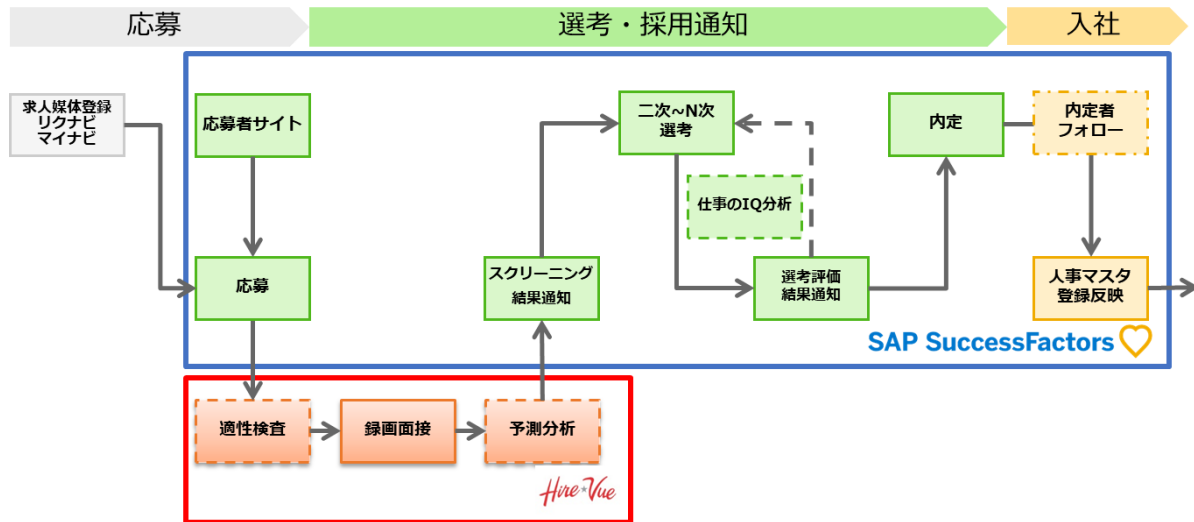 応募
選考・採用通知
入社
求人媒体登録
リクナビ
マイナビ
応募者サイト
二次~N次
選考
内定
内定者
フォロー
仕事のIQ分析
応募
スクリーニング
結果通知
選考評価
結果通知
人事マスタ
登録反映
SAP SuccessFactors
適性検査
録画面接
予測分析
Hire★Vue